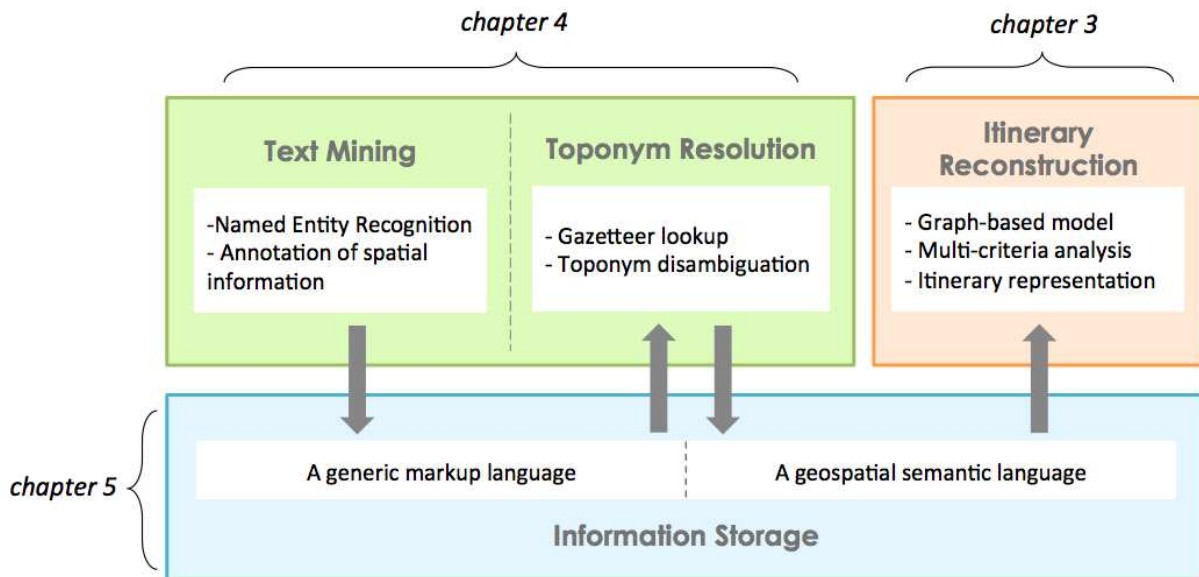 chapter 4
chapter 3
Text Mining
-Named Entity Recognition
- Annotation of spatial
information
Toponym Resolution
- Gazetteer lookup
- Toponym disambiguation
Itinerary
Reconstruction
- Graph-based model
- Multi-criteria analysis
- Itinerary representation
chapter 5
A generic markup language
A geospatial semantic language
Information Storage